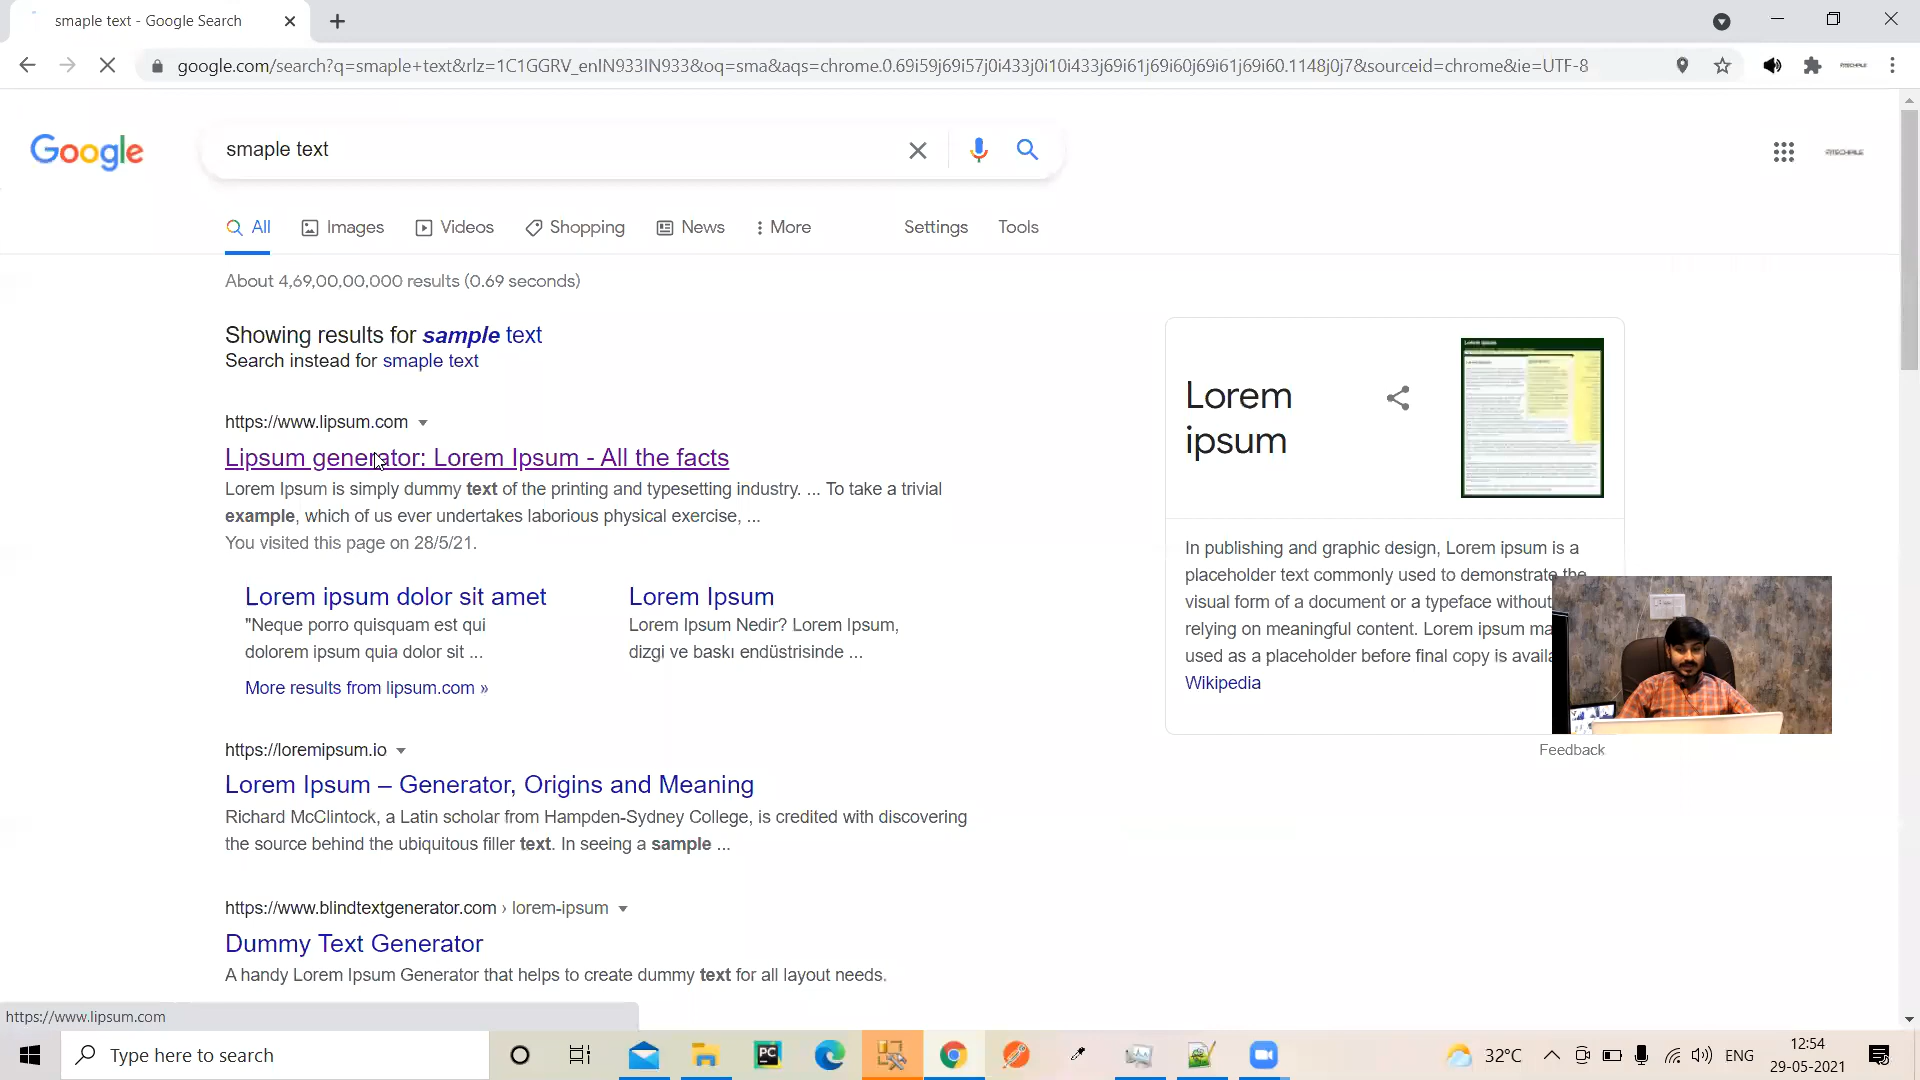 smaple text - Google Search
google.com/search?q=smaple+text&rlz=1C1GGRV_enIN933IN933&oq=sma&aqs=chrome.0.69i59j69i57j0i433j0i10i433j69i61j69i60j69i61j69i60.1148j0j7&sourceid=chrome&ie=UTF-8
Google
smaple text
All Images Videos Shopping News More Settings Tools
About 4,69,00,00,000 results (0.69 seconds)
Showing results for sample text
Search instead for smaple text
https://www.lipsum.com
Lipsum generator: Lorem Ipsum - All the facts
Lorem Ipsum is simply dummy text of the printing and typesetting industry. ... To take a trivial
example, which of us ever undertakes laborious physical exercise, ...
You visited this page on 28/5/21.
Lorem ipsum dolor sit amet
"Neque porro quisquam est qui
dolorem ipsum quia dolor sit ...
Lorem Ipsum
Lorem Ipsum Nedir? Lorem Ipsum,
dizgi ve baskı endüstrisinde ...
More results from lipsum.com »
https://loremipsum.io
Lorem Ipsum – Generator, Origins and Meaning
Richard McClintock, a Latin scholar from Hampden-Sydney College, is credited with discovering
the source behind the ubiquitous filler text. In seeing a sample ...
https://www.blindtextgenerator.com › lorem-ipsum
Dummy Text Generator
A handy Lorem Ipsum Generator that helps to create dummy text for all layout needs.
Lorem
ipsum
In publishing and graphic design, Lorem ipsum is a
placeholder text commonly used to demonstrate the
visual form of a document or a typeface without
relying on meaningful content. Lorem ipsum ma
used as a placeholder before final copy is availa
Wikipedia
Feedback
https://www.lipsum.com
Type here to search
PC
32°C
ENG
12:54
29-05-2021